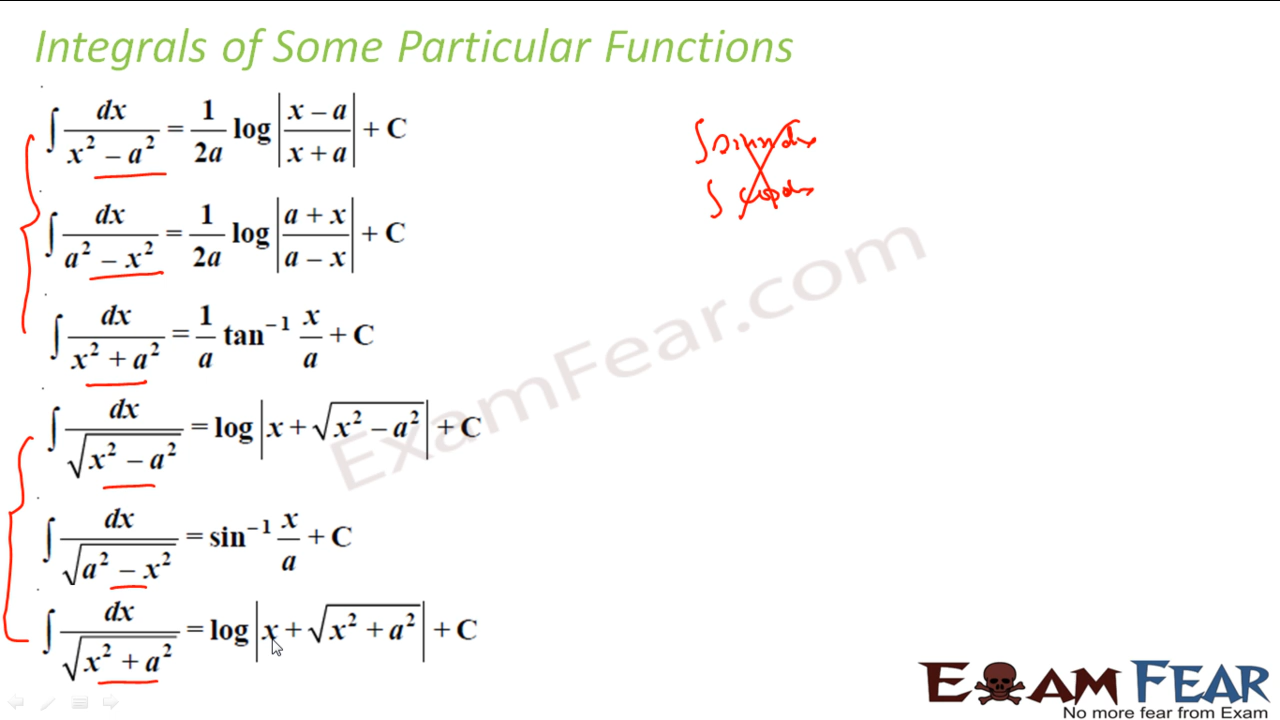 Integrals of Some Particular Functions
∫ dx / (x² – a²) = 1/2a log |(x – a)/(x + a)| + C
∫ dx / (a² – x²) = 1/2a log |(a + x)/(a – x)| + C
∫ dx / (x² + a²) = 1/a tan⁻¹ x/a + C
∫ dx / √(x² – a²) = log |x + √(x² – a²)| + C
∫ dx / √(a² – x²) = sin⁻¹ x/a + C
∫ dx / √(x² + a²) = log |x + √(x² + a²)| + C
∫ sinx dx
ExamFear.com
EXAM FEAR
No more fear from Exam